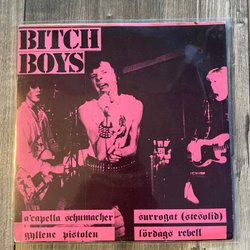 BITCH
BOYS
a'capella schumacher
gyllene pistolen
surrogat (stesolid)
lördags rebell